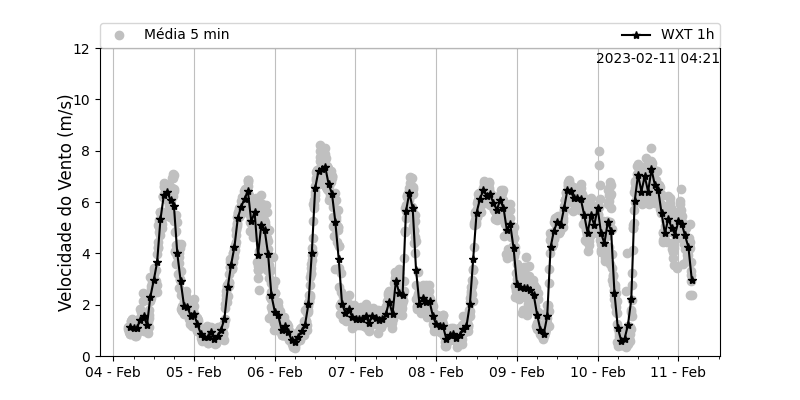 Média 5 min
WXT 1h
2023-02-11 04:21
Velocidade do Vento (m/s)
12
10
8
6
4
2
0
04 - Feb
05 - Feb
06 - Feb
07 - Feb
08 - Feb
09 - Feb
10 - Feb
11 - Feb